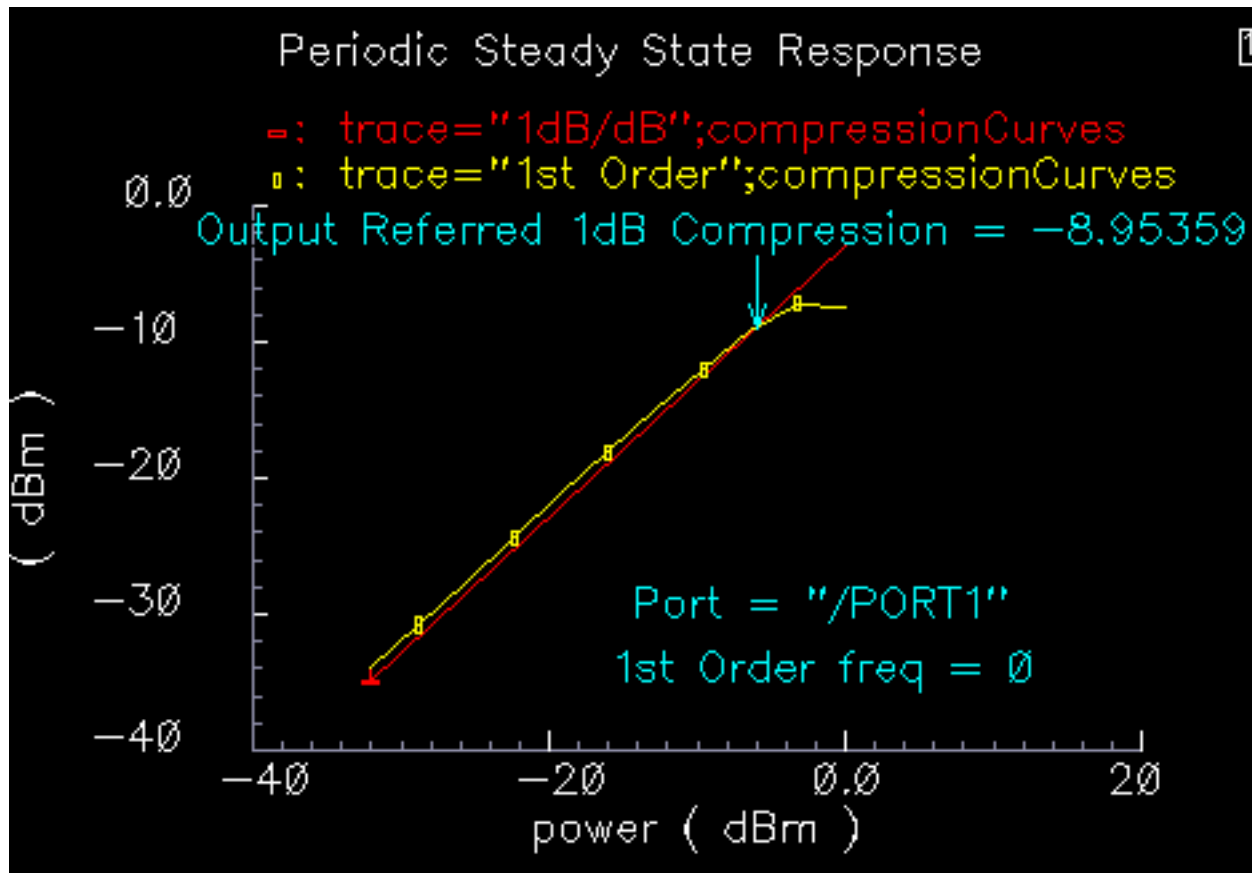 Periodic Steady State Response
1
-: trace="1dB/dB";compressionCurves
▯: trace="1st Order";compressionCurves
0.0
Output Referred 1dB Compression = -8.95359
-10
( dBm )
-20
-30
Port = "/PORT1"
1st Order freq = 0
-40
-40 -20 0.0 20
power ( dBm )